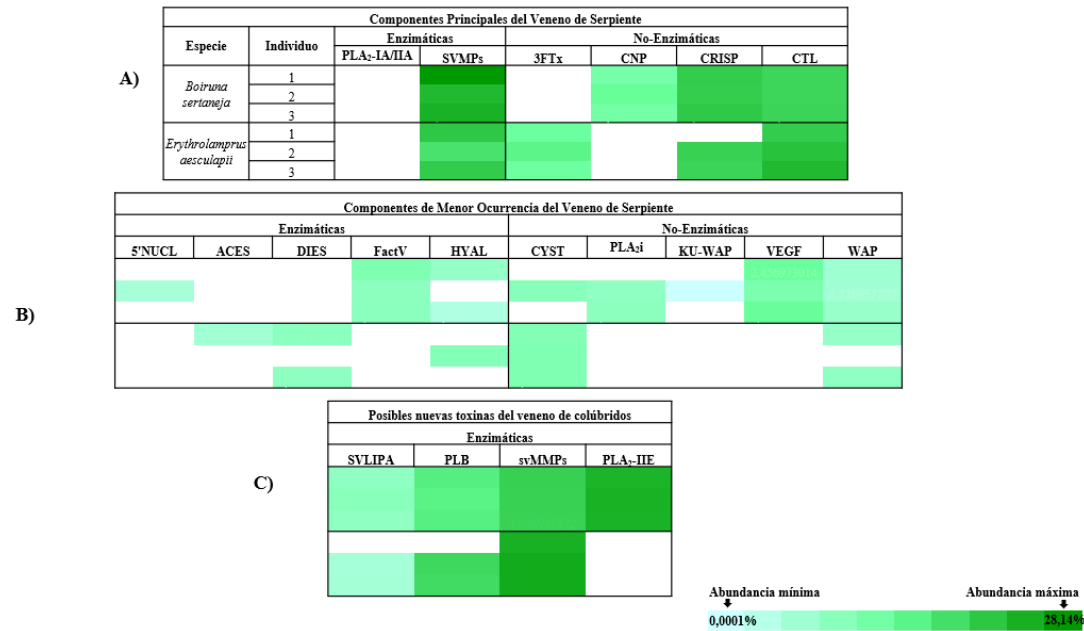 Componentes Principales del Veneno de Serpiente
Especie Individuo Enzimáticas No-Enzimáticas
PLA₂-IA/IIA SVMPs 3FTx CNP CRISP CTL
A)
Boiruna sertaneja
1
2
3
Erythrolamprus aesculapii
1
2
3
Componentes de Menor Ocurrencia del Veneno de Serpiente
Enzimáticas No-Enzimáticas
5'NUCL ACES DIES FactV HYAL CYST PLA₂i KU-WAP VEGF WAP
B)
Posibles nuevas toxinas del veneno de colúbridos
Enzimáticas
SVLIPA PLB svMMPs PLA₂-IIE
C)
Abundancia mínima Abundancia máxima
0,0001% 28,14%